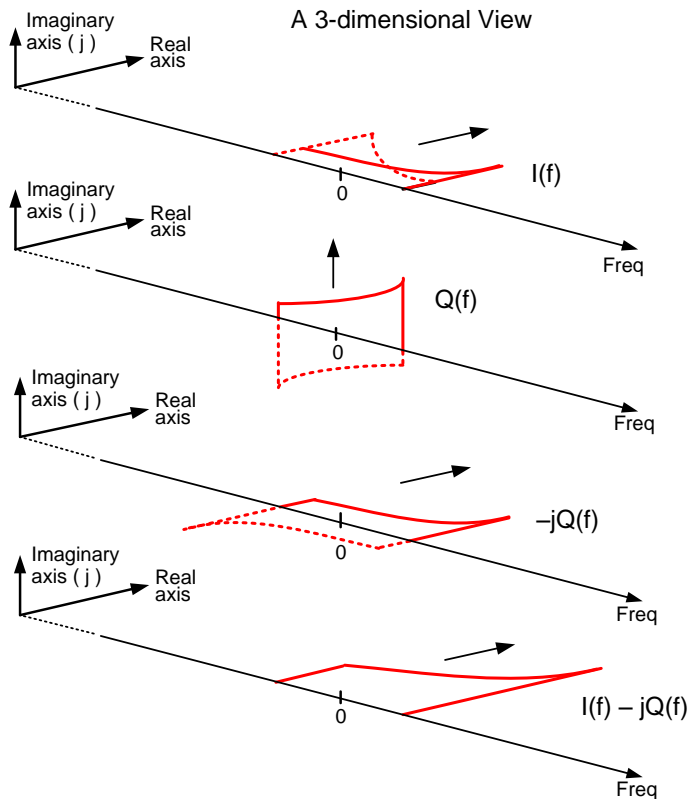 A 3-dimensional View
Imaginary
axis ( j )
Real
axis
0
I(f)
Freq
Imaginary
axis ( j )
Real
axis
0
Q(f)
Freq
Imaginary
axis ( j )
Real
axis
0
–jQ(f)
Freq
Imaginary
axis ( j )
Real
axis
0
I(f) – jQ(f)
Freq